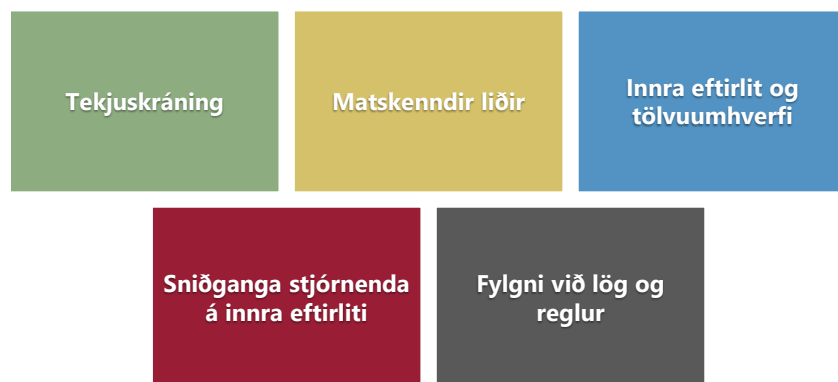 Tekjuskráning
Matskenndir liðir
Innra eftirlit og
tölvuumhverfi
Sniðganga stjórnenda
á innra eftirliti
Fylgni við lög og
reglur